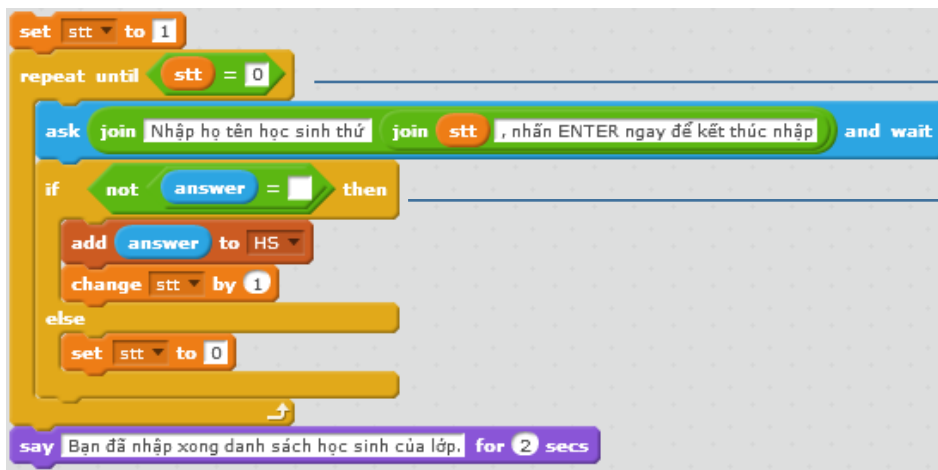 set stt to 1
repeat until stt = 0
ask join Nhập họ tên học sinh thứ join stt , nhấn ENTER ngay để kết thúc nhập and wait
if not answer = then
add answer to HS
change stt by 1
else
set stt to 0
say Bạn đã nhập xong danh sách học sinh của lớp. for 2 secs